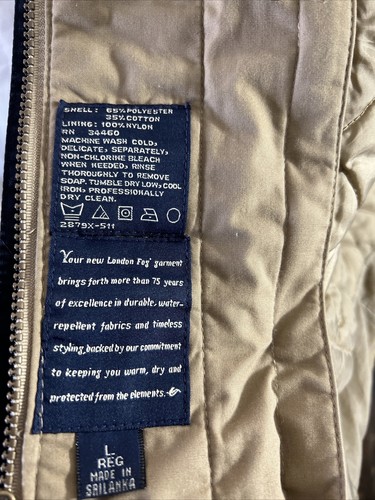 SHELL: 65% POLYESTER
35% COTTON
LINING: 100% NYLON
RN 34460
MACHINE WASH COLD,
DELICATE, SEPARATELY,
NON-CHLORINE BLEACH
WHEN NEEDED, RINSE
THOROUGHLY TO REMOVE
SOAP. TUMBLE DRY LOW, COOL
IRON, PROFESSIONALLY
DRY CLEAN.
2879X-511
Your new London Fog® garment
brings forth more than 75 years
of excellence in durable, water-
repellent fabrics and timeless
styling, backed by our commitment
to keeping you warm, dry and
protected from the elements.
L
REG
MADE IN
SRILANKA